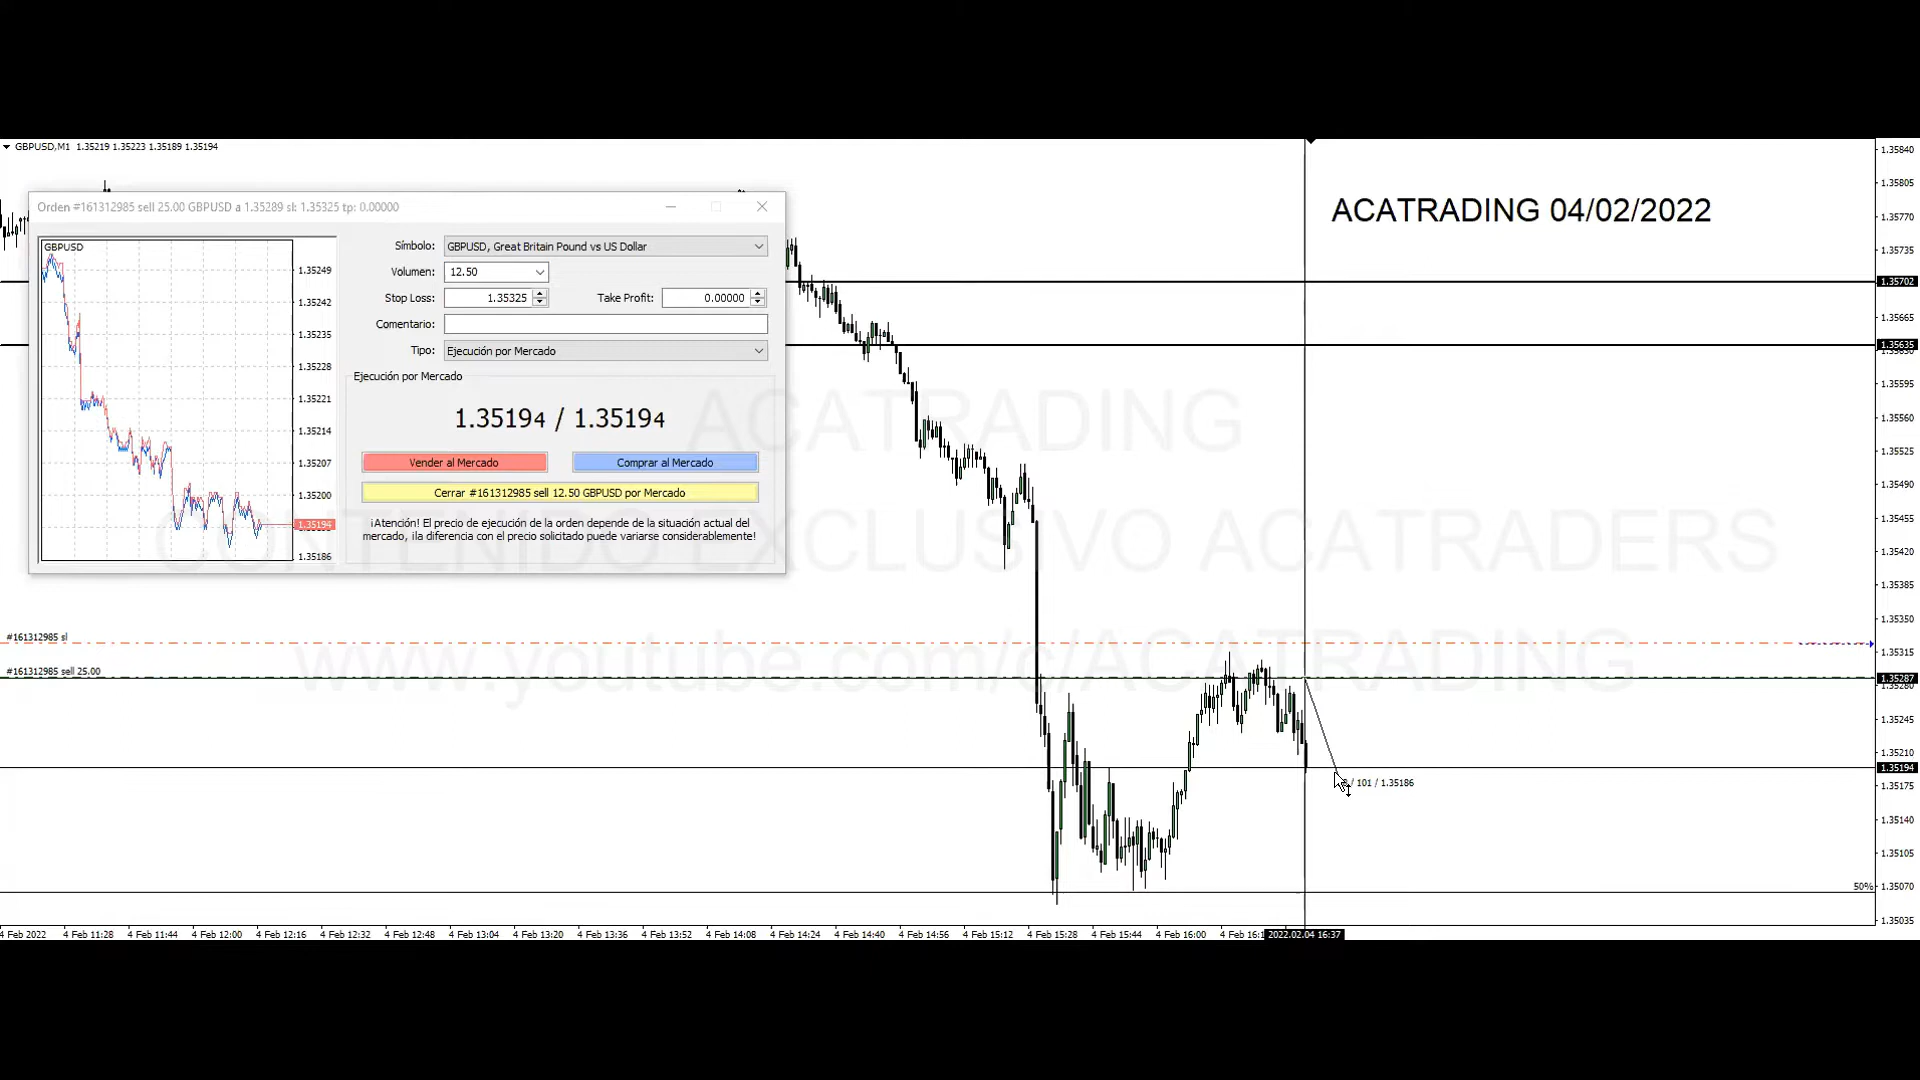 GBPUSD,M1 1.35219 1.35223 1.35189 1.35194
ACATRADING 04/02/2022
Orden #161312985 sell 25.00 GBPUSD a 1.35289 sl: 1.35325 tp: 0.00000
GBPUSD
1.35249
1.35242
1.35235
1.35228
1.35221
1.35214
1.35207
1.35200
1.35194
1.35186
Símbolo: GBPUSD, Great Britain Pound vs US Dollar
Volumen: 12.50
Stop Loss: 1.35325 Take Profit: 0.00000
Comentario:
Tipo: Ejecución por Mercado
Ejecución por Mercado
1.35194 / 1.35194
Vender al Mercado Comprar al Mercado
Cerrar #161312985 sell 12.50 GBPUSD por Mercado
¡Atención! El precio de ejecución de la orden depende de la situación actual del
mercado, ¡la diferencia con el precio solicitado puede variarse considerablemente!
ACATRADING
CONTENIDO EXCLUSIVO ACATRADERS
www.youtube.com/c/ACATRADING
#161312985 sl
#161312985 sell 25.00
/ 101 / 1.35186
50%
1.35840
1.35805
1.35770
1.35735
1.35702
1.35665
1.35635
1.35595
1.35560
1.35525
1.35490
1.35455
1.35420
1.35385
1.35350
1.35315
1.35287
1.35280
1.35245
1.35210
1.35194
1.35175
1.35140
1.35105
1.35070
1.35035
4 Feb 2022 4 Feb 11:28 4 Feb 11:44 4 Feb 12:00 4 Feb 12:16 4 Feb 12:32 4 Feb 12:48 4 Feb 13:04 4 Feb 13:20 4 Feb 13:36 4 Feb 13:52 4 Feb 14:08 4 Feb 14:24 4 Feb 14:40 4 Feb 14:56 4 Feb 15:12 4 Feb 15:28 4 Feb 15:44 4 Feb 16:00 4 Feb 16:1 2022.02.04 16:37